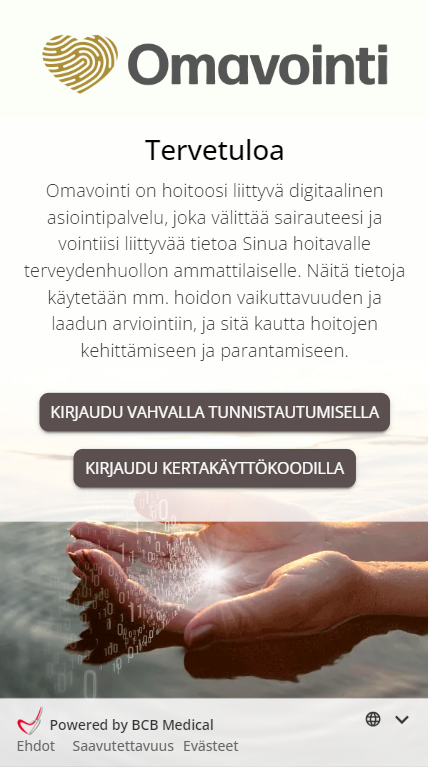 Omavointi
Tervetuloa
Omavointi on hoitoosi liittyvä digitaalinen
asiointipalvelu, joka välittää sairauteesi ja
vointiisi liittyvää tietoa Sinua hoitavalle
terveydenhuollon ammattilaiselle. Näitä tietoja
käytetään mm. hoidon vaikuttavuuden ja
laadun arviointiin, ja sitä kautta hoitojen
kehittämiseen ja parantamiseen.
KIRJAUDU VAHVALLA TUNNISTAUTUMISELLA
KIRJAUDU KERTAKÄYTTÖKOODILLA
Powered by BCB Medical
Ehdot Saavutettavuus Evästeet